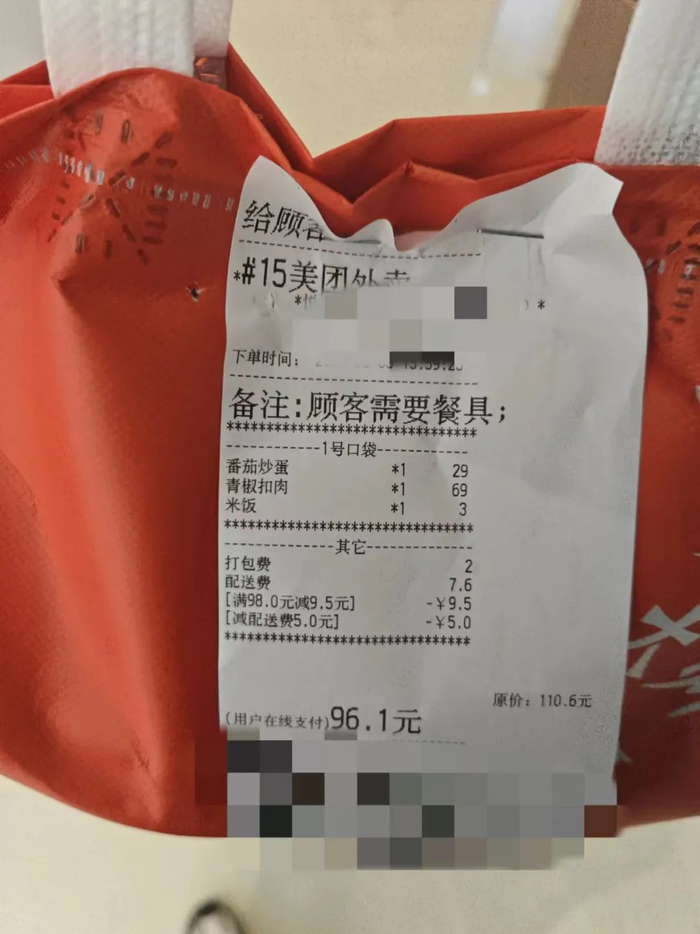 给顾客
*#15美团外卖
下单时间:
备注:顾客需要餐具;
********************************
------------1号口袋------------
番茄炒蛋 *1 29
青椒扣肉 *1 69
米饭 *1 3
********************************
--------------其它--------------
打包费 2
配送费 7.6
[满98.0元减9.5元] -¥9.5
[减配送费5.0元] -¥5.0
********************************
原价: 110.6元
(用户在线支付)96.1元